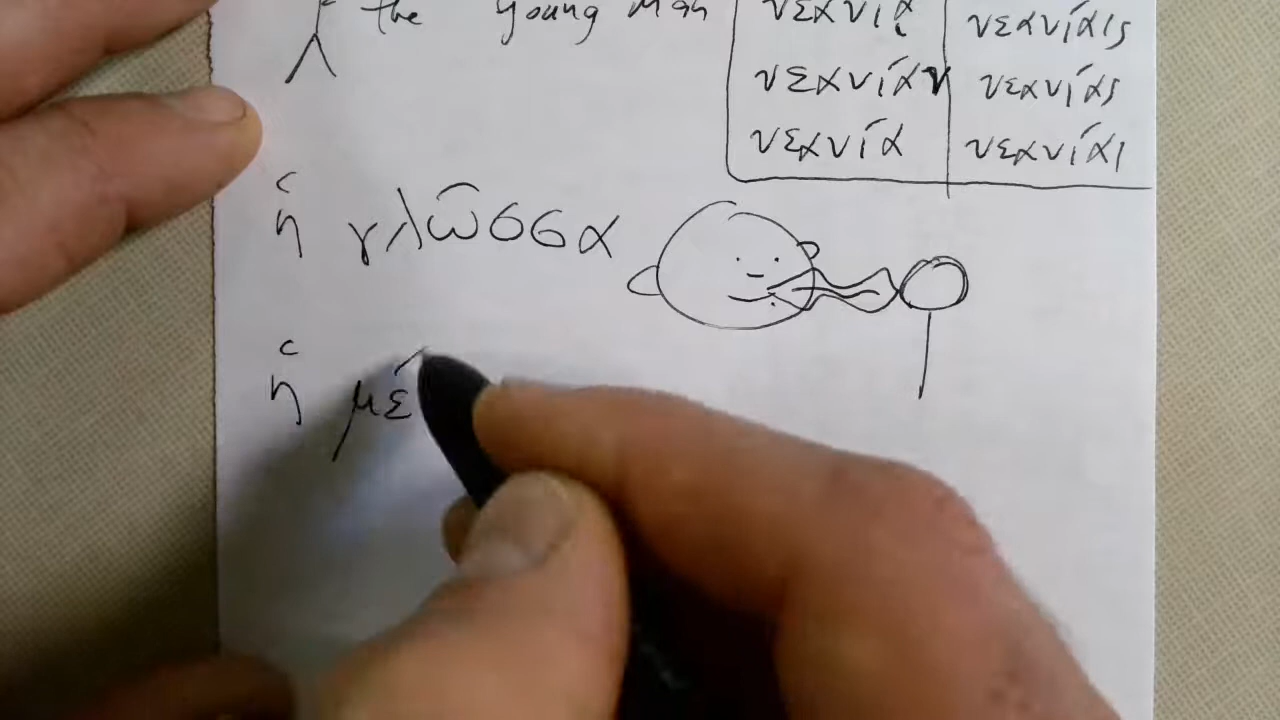 the young man
νεανίᾳ νεανίαις
νεανίαν νεανίας
νεανία νεανίαι
ἡ γλῶσσα
ἡ μέ